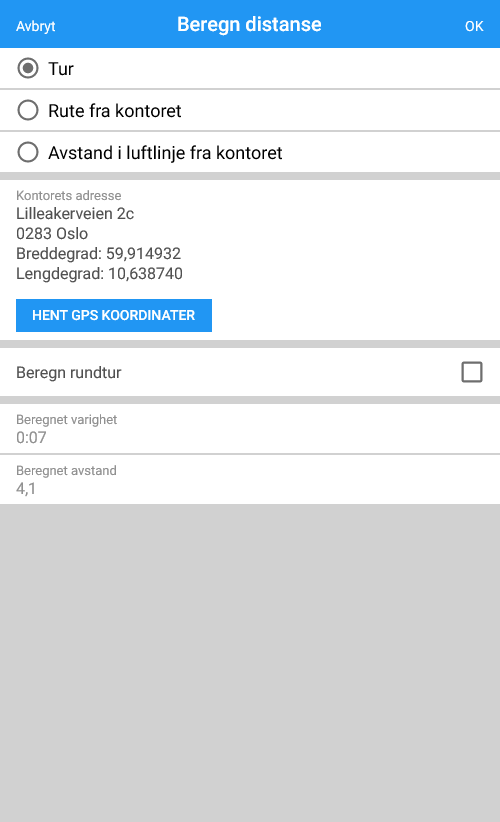 Avbryt
Beregn distanse
OK
Tur
Rute fra kontoret
Avstand i luftlinje fra kontoret
Kontorets adresse
Lilleakerveien 2c
0283 Oslo
Breddegrad: 59,914932
Lengdegrad: 10,638740
HENT GPS KOORDINATER
Beregn rundtur
Beregnet varighet
0:07
Beregnet avstand
4,1